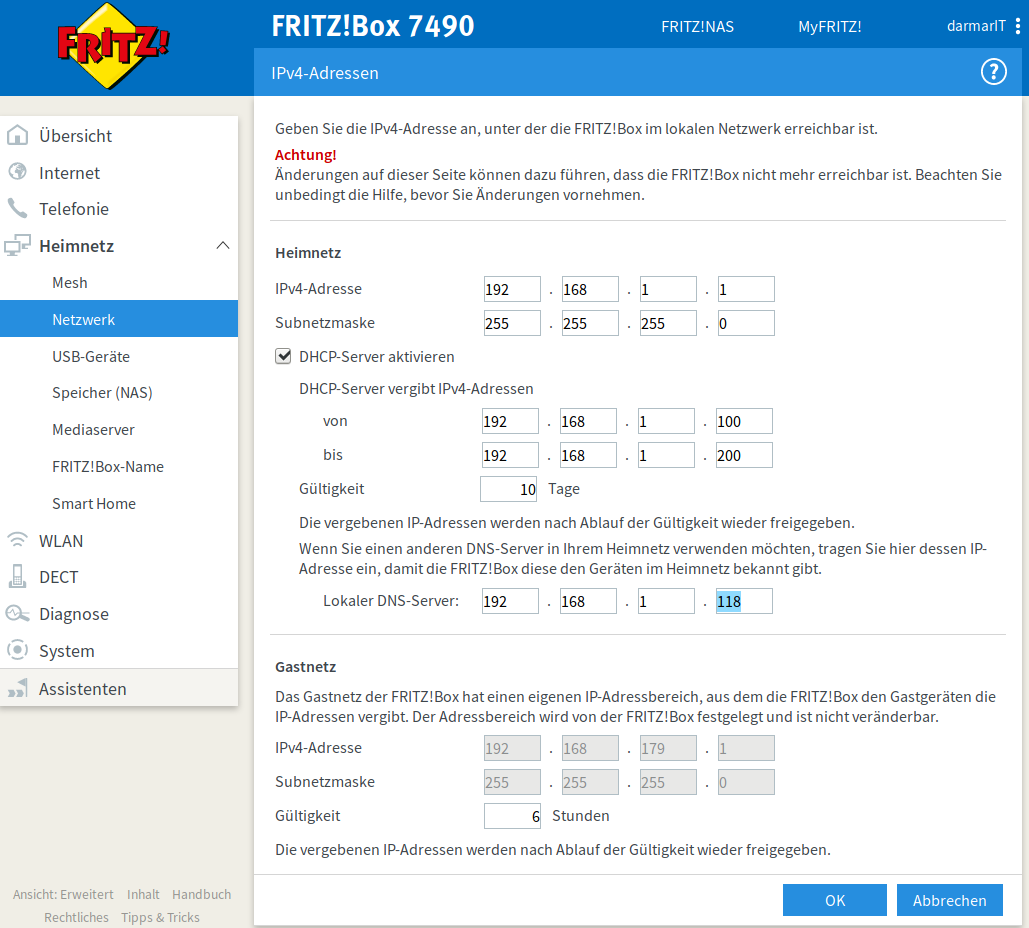 FRITZ!
FRITZ!Box 7490
FRITZ!NAS
MyFRITZ!
darmarIT
IPv4-Adressen
?
Übersicht
Internet
Telefonie
Heimnetz
Mesh
Netzwerk
USB-Geräte
Speicher (NAS)
Mediaserver
FRITZ!Box-Name
Smart Home
WLAN
DECT
Diagnose
System
Assistenten
Ansicht: Erweitert Inhalt Handbuch
Rechtliches Tipps & Tricks
Geben Sie die IPv4-Adresse an, unter der die FRITZ!Box im lokalen Netzwerk erreichbar ist.
Achtung!
Änderungen auf dieser Seite können dazu führen, dass die FRITZ!Box nicht mehr erreichbar ist. Beachten Sie
unbedingt die Hilfe, bevor Sie Änderungen vornehmen.
Heimnetz
IPv4-Adresse 192 . 168 . 1 . 1
Subnetzmaske 255 . 255 . 255 . 0
DHCP-Server aktivieren
DHCP-Server vergibt IPv4-Adressen
von 192 . 168 . 1 . 100
bis 192 . 168 . 1 . 200
Gültigkeit 10 Tage
Die vergebenen IP-Adressen werden nach Ablauf der Gültigkeit wieder freigegeben.
Wenn Sie einen anderen DNS-Server in Ihrem Heimnetz verwenden möchten, tragen Sie hier dessen IP-
Adresse ein, damit die FRITZ!Box diese den Geräten im Heimnetz bekannt gibt.
Lokaler DNS-Server: 192 . 168 . 1 . 118
Gastnetz
Das Gastnetz der FRITZ!Box hat einen eigenen IP-Adressbereich, aus dem die FRITZ!Box den Gastgeräten die
IP-Adressen vergibt. Der Adressbereich wird von der FRITZ!Box festgelegt und ist nicht veränderbar.
IPv4-Adresse 192 . 168 . 179 . 1
Subnetzmaske 255 . 255 . 255 . 0
Gültigkeit 6 Stunden
Die vergebenen IP-Adressen werden nach Ablauf der Gültigkeit wieder freigegeben.
OK Abbrechen